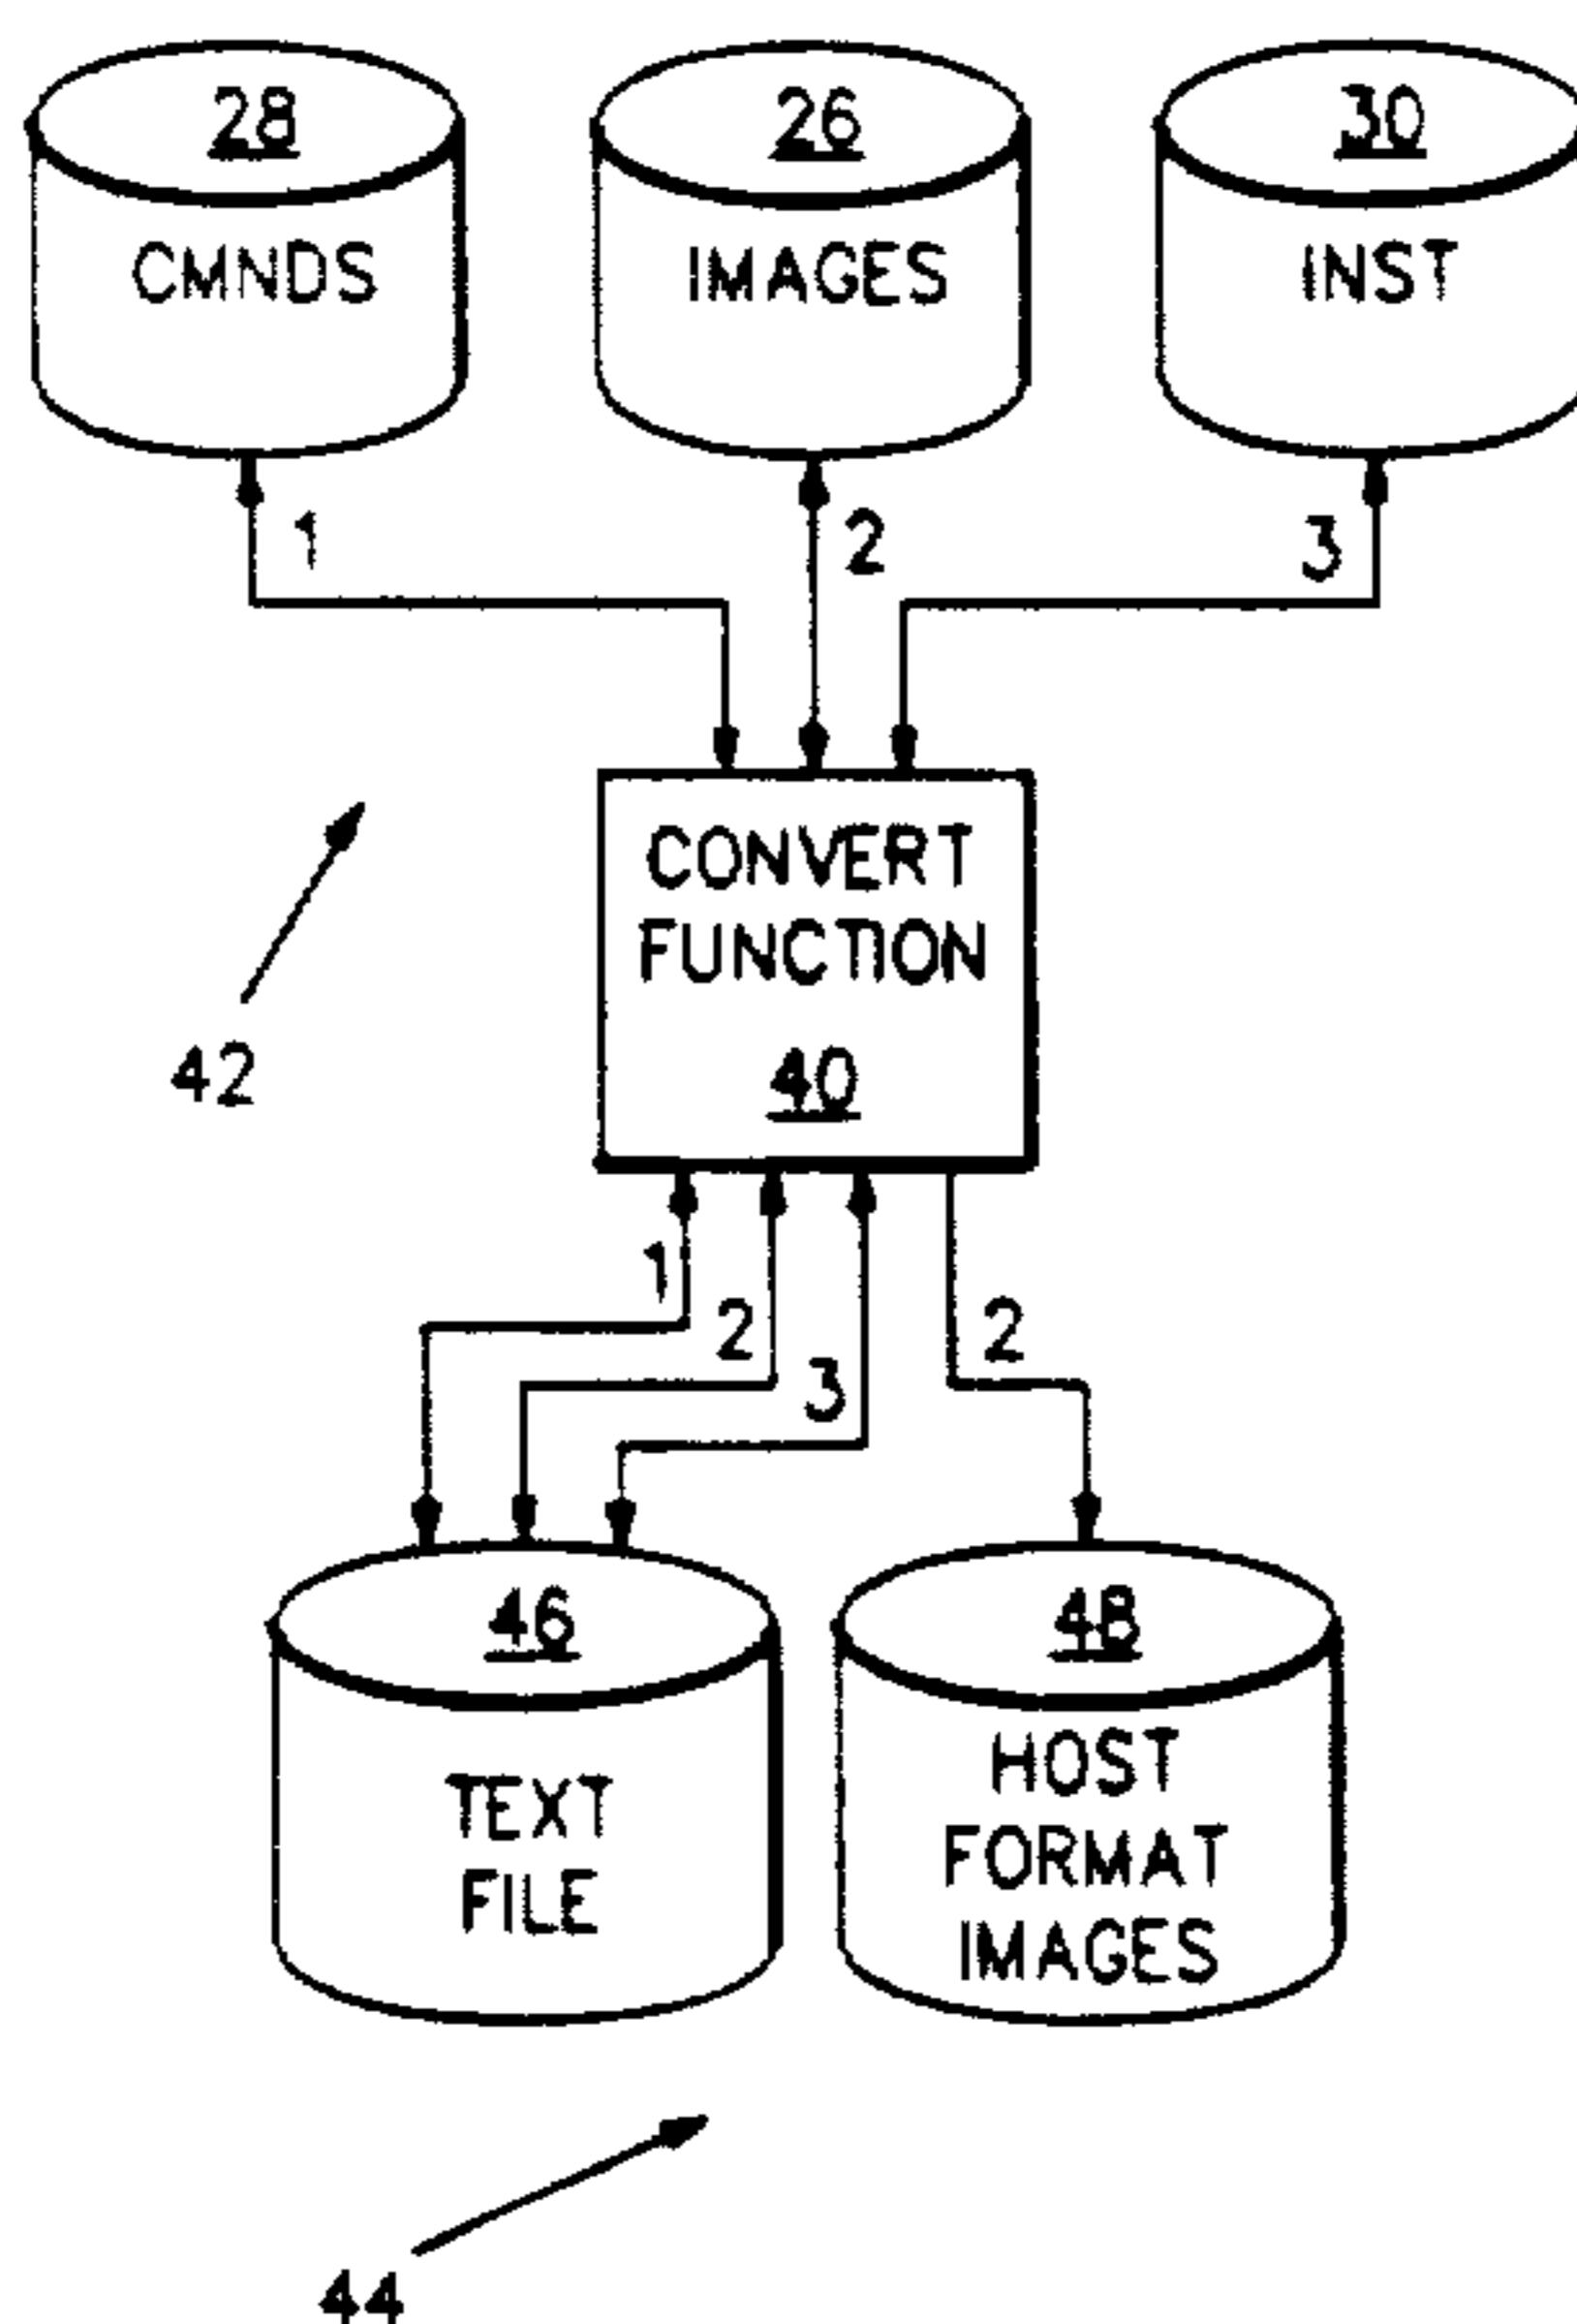 28
26
30
CMNDS
IMAGES
INST
1
2
3
CONVERT
FUNCTION
40
42
1
2
3
2
46
48
TEXT
FILE
HOST
FORMAT
IMAGES
44